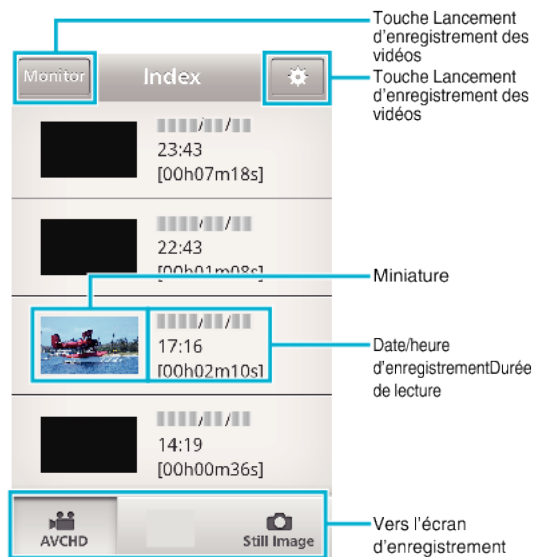 Touche Lancement
d'enregistrement des
vidéos
Monitor Index
Touche Lancement
d'enregistrement des
vidéos
23:43
[00h07m18s]
22:43
[00h01m08s]
Miniature
17:16
[00h02m10s]
Date/heure
d'enregistrementDurée
de lecture
14:19
[00h00m36s]
AVCHD Still Image
Vers l'écran
d'enregistrement